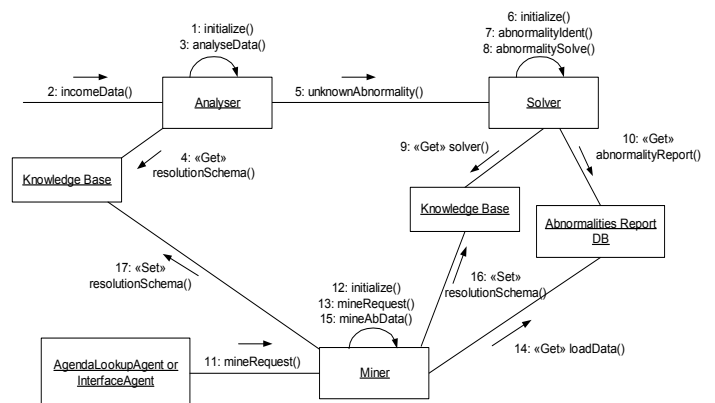 1: initialize()
3: analyseData()
6: initialize()
7: abnormalityIdent()
8: abnormalitySolve()
2: incomeData()
Analyser
5: unknownAbnormality()
Solver
4: «Get»
resolutionSchema()
9: «Get» solver()
10: «Get»
abnormalityReport()
Knowledge Base
Knowledge Base
Abnormalities Report
DB
17: «Set»
resolutionSchema()
12: initialize()
13: mineRequest()
15: mineAbData()
16: «Set»
resolutionSchema()
AgendaLookupAgent or
InterfaceAgent
11: mineRequest()
Miner
14: «Get» loadData()